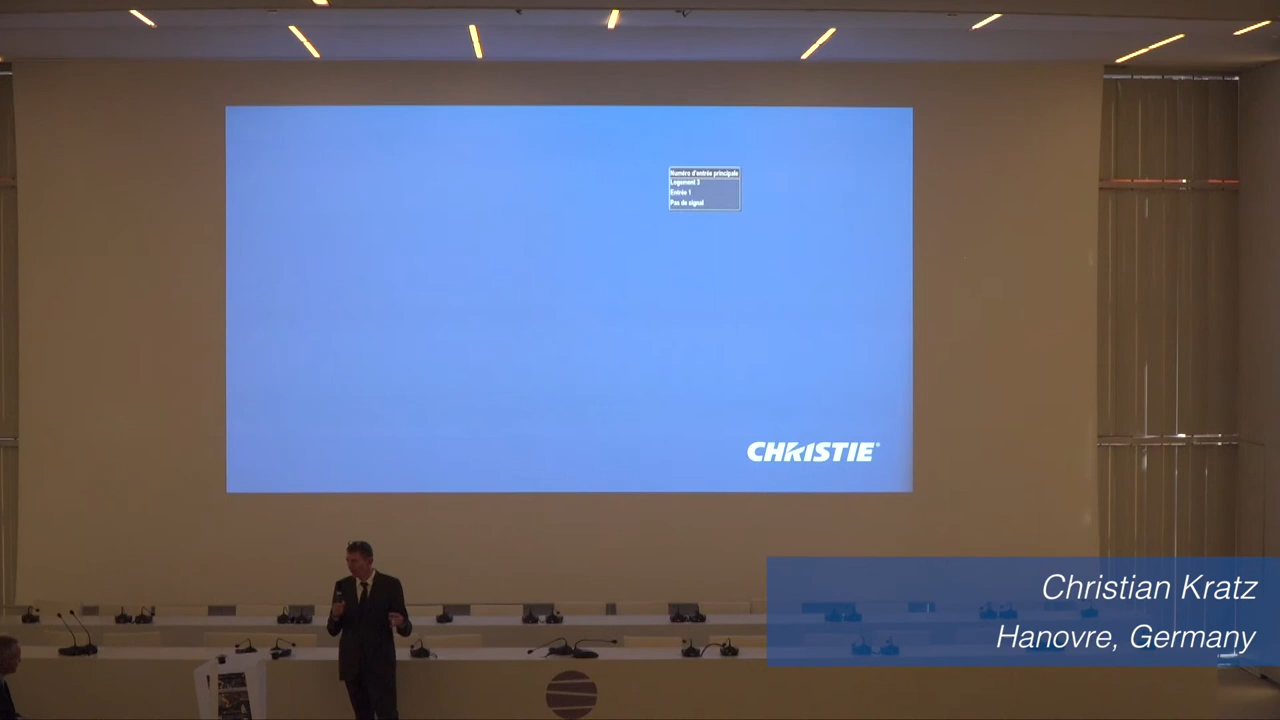 Numéro d'entrée principale
Logement 3
Entrée 1
Pas de signal
CHRISTIE
Christian Kratz
Hanovre, Germany